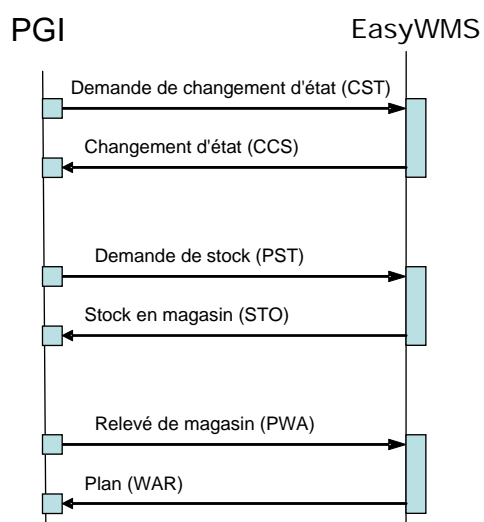 PGI
EasyWMS
Demande de changement d'état (CST)
Changement d'état (CCS)
Demande de stock (PST)
Stock en magasin (STO)
Relevé de magasin (PWA)
Plan (WAR)